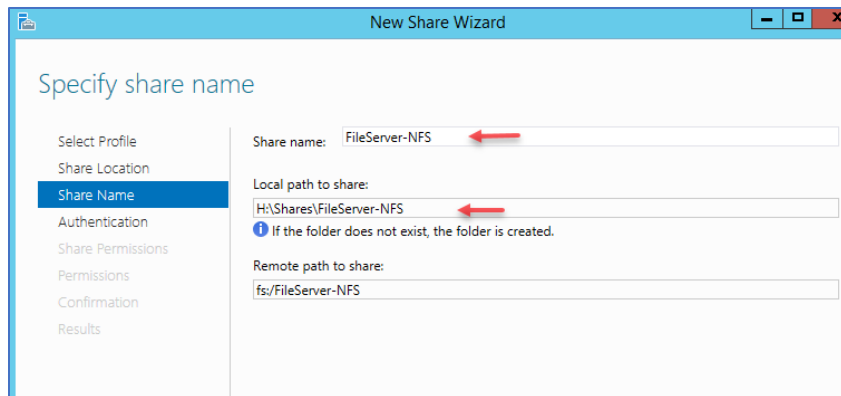 New Share Wizard
Specify share name
Select Profile
Share Location
Share Name
Authentication
Share Permissions
Permissions
Confirmation
Results
Share name: FileServer-NFS
Local path to share:
H:\Shares\FileServer-NFS
If the folder does not exist, the folder is created.
Remote path to share:
fs:/FileServer-NFS